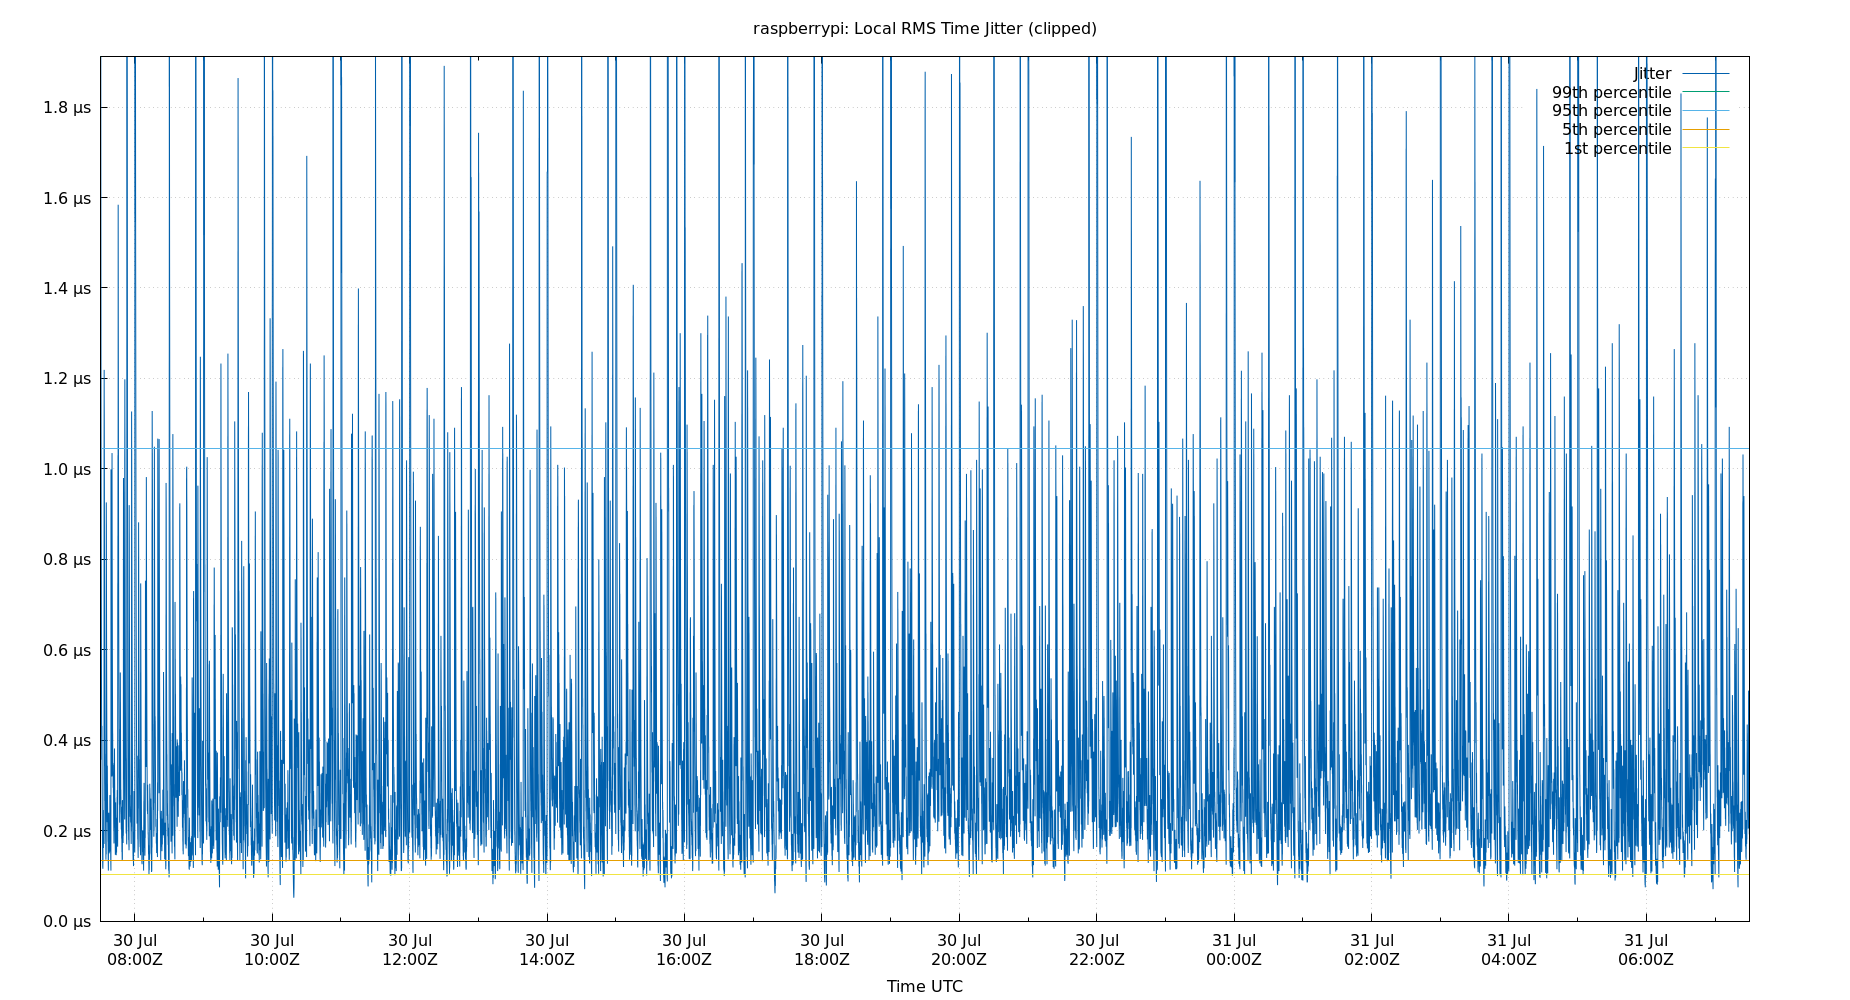 raspberrypi: Local RMS Time Jitter (clipped)
Jitter
99th percentile
95th percentile
5th percentile
1st percentile
1.8 µs
1.6 µs
1.4 µs
1.2 µs
1.0 µs
0.8 µs
0.6 µs
0.4 µs
0.2 µs
0.0 µs
30 Jul 30 Jul 30 Jul 30 Jul 30 Jul 30 Jul 30 Jul 30 Jul 31 Jul 31 Jul 31 Jul 31 Jul
08:00Z 10:00Z 12:00Z 14:00Z 16:00Z 18:00Z 20:00Z 22:00Z 00:00Z 02:00Z 04:00Z 06:00Z
Time UTC